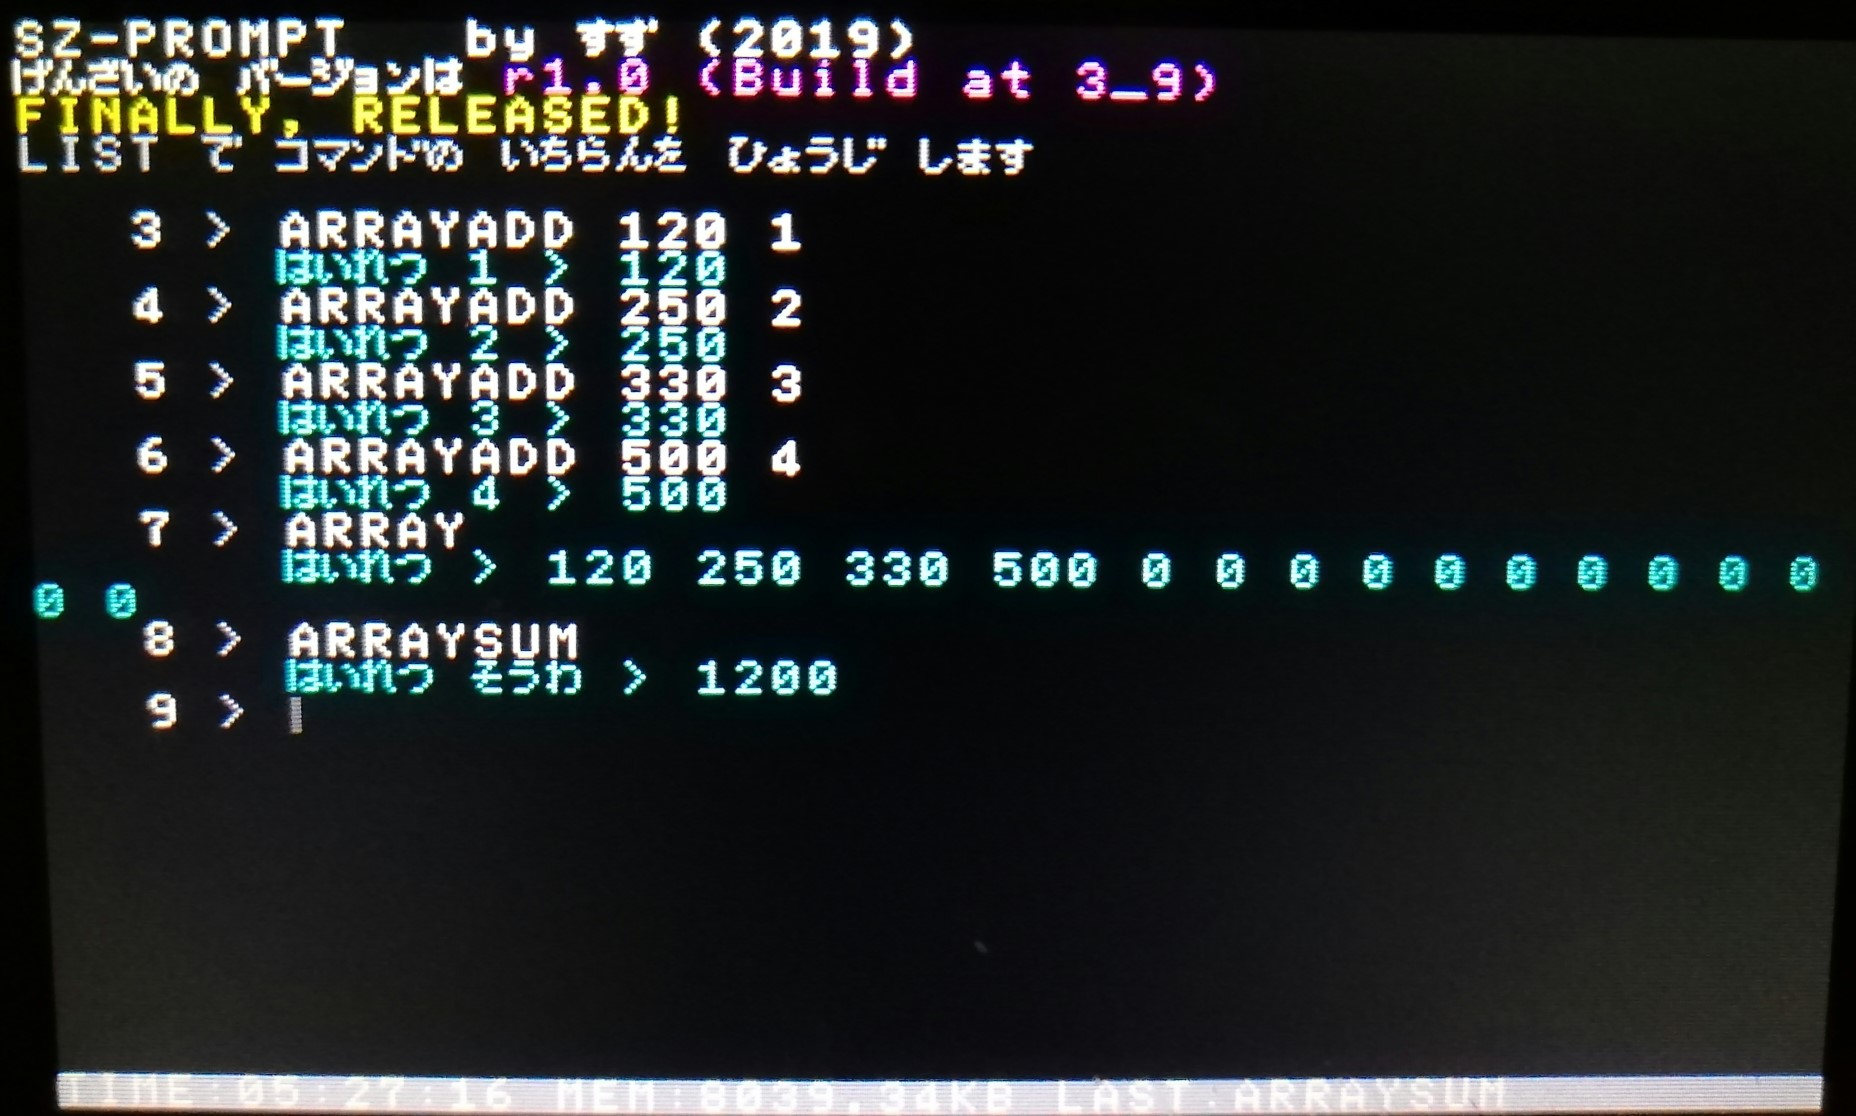 SZ-PROMPT by すず (2019)
げんざいの バージョンは r1.0 (Build at 3_9)
FINALLY, RELEASED!
LIST で コマンドの いちらんを ひょうじ します
3 > ARRAYADD 120 1
はいれつ 1 > 120
4 > ARRAYADD 250 2
はいれつ 2 > 250
5 > ARRAYADD 330 3
はいれつ 3 > 330
6 > ARRAYADD 500 4
はいれつ 4 > 500
7 > ARRAY
はいれつ > 120 250 330 500 0 0 0 0 0 0 0 0 0 0
0 0
8 > ARRAYSUM
はいれつ そうわ > 1200
9 >
TIME:05:27:16 MEM:8039.34KB LAST:ARRAYSUM